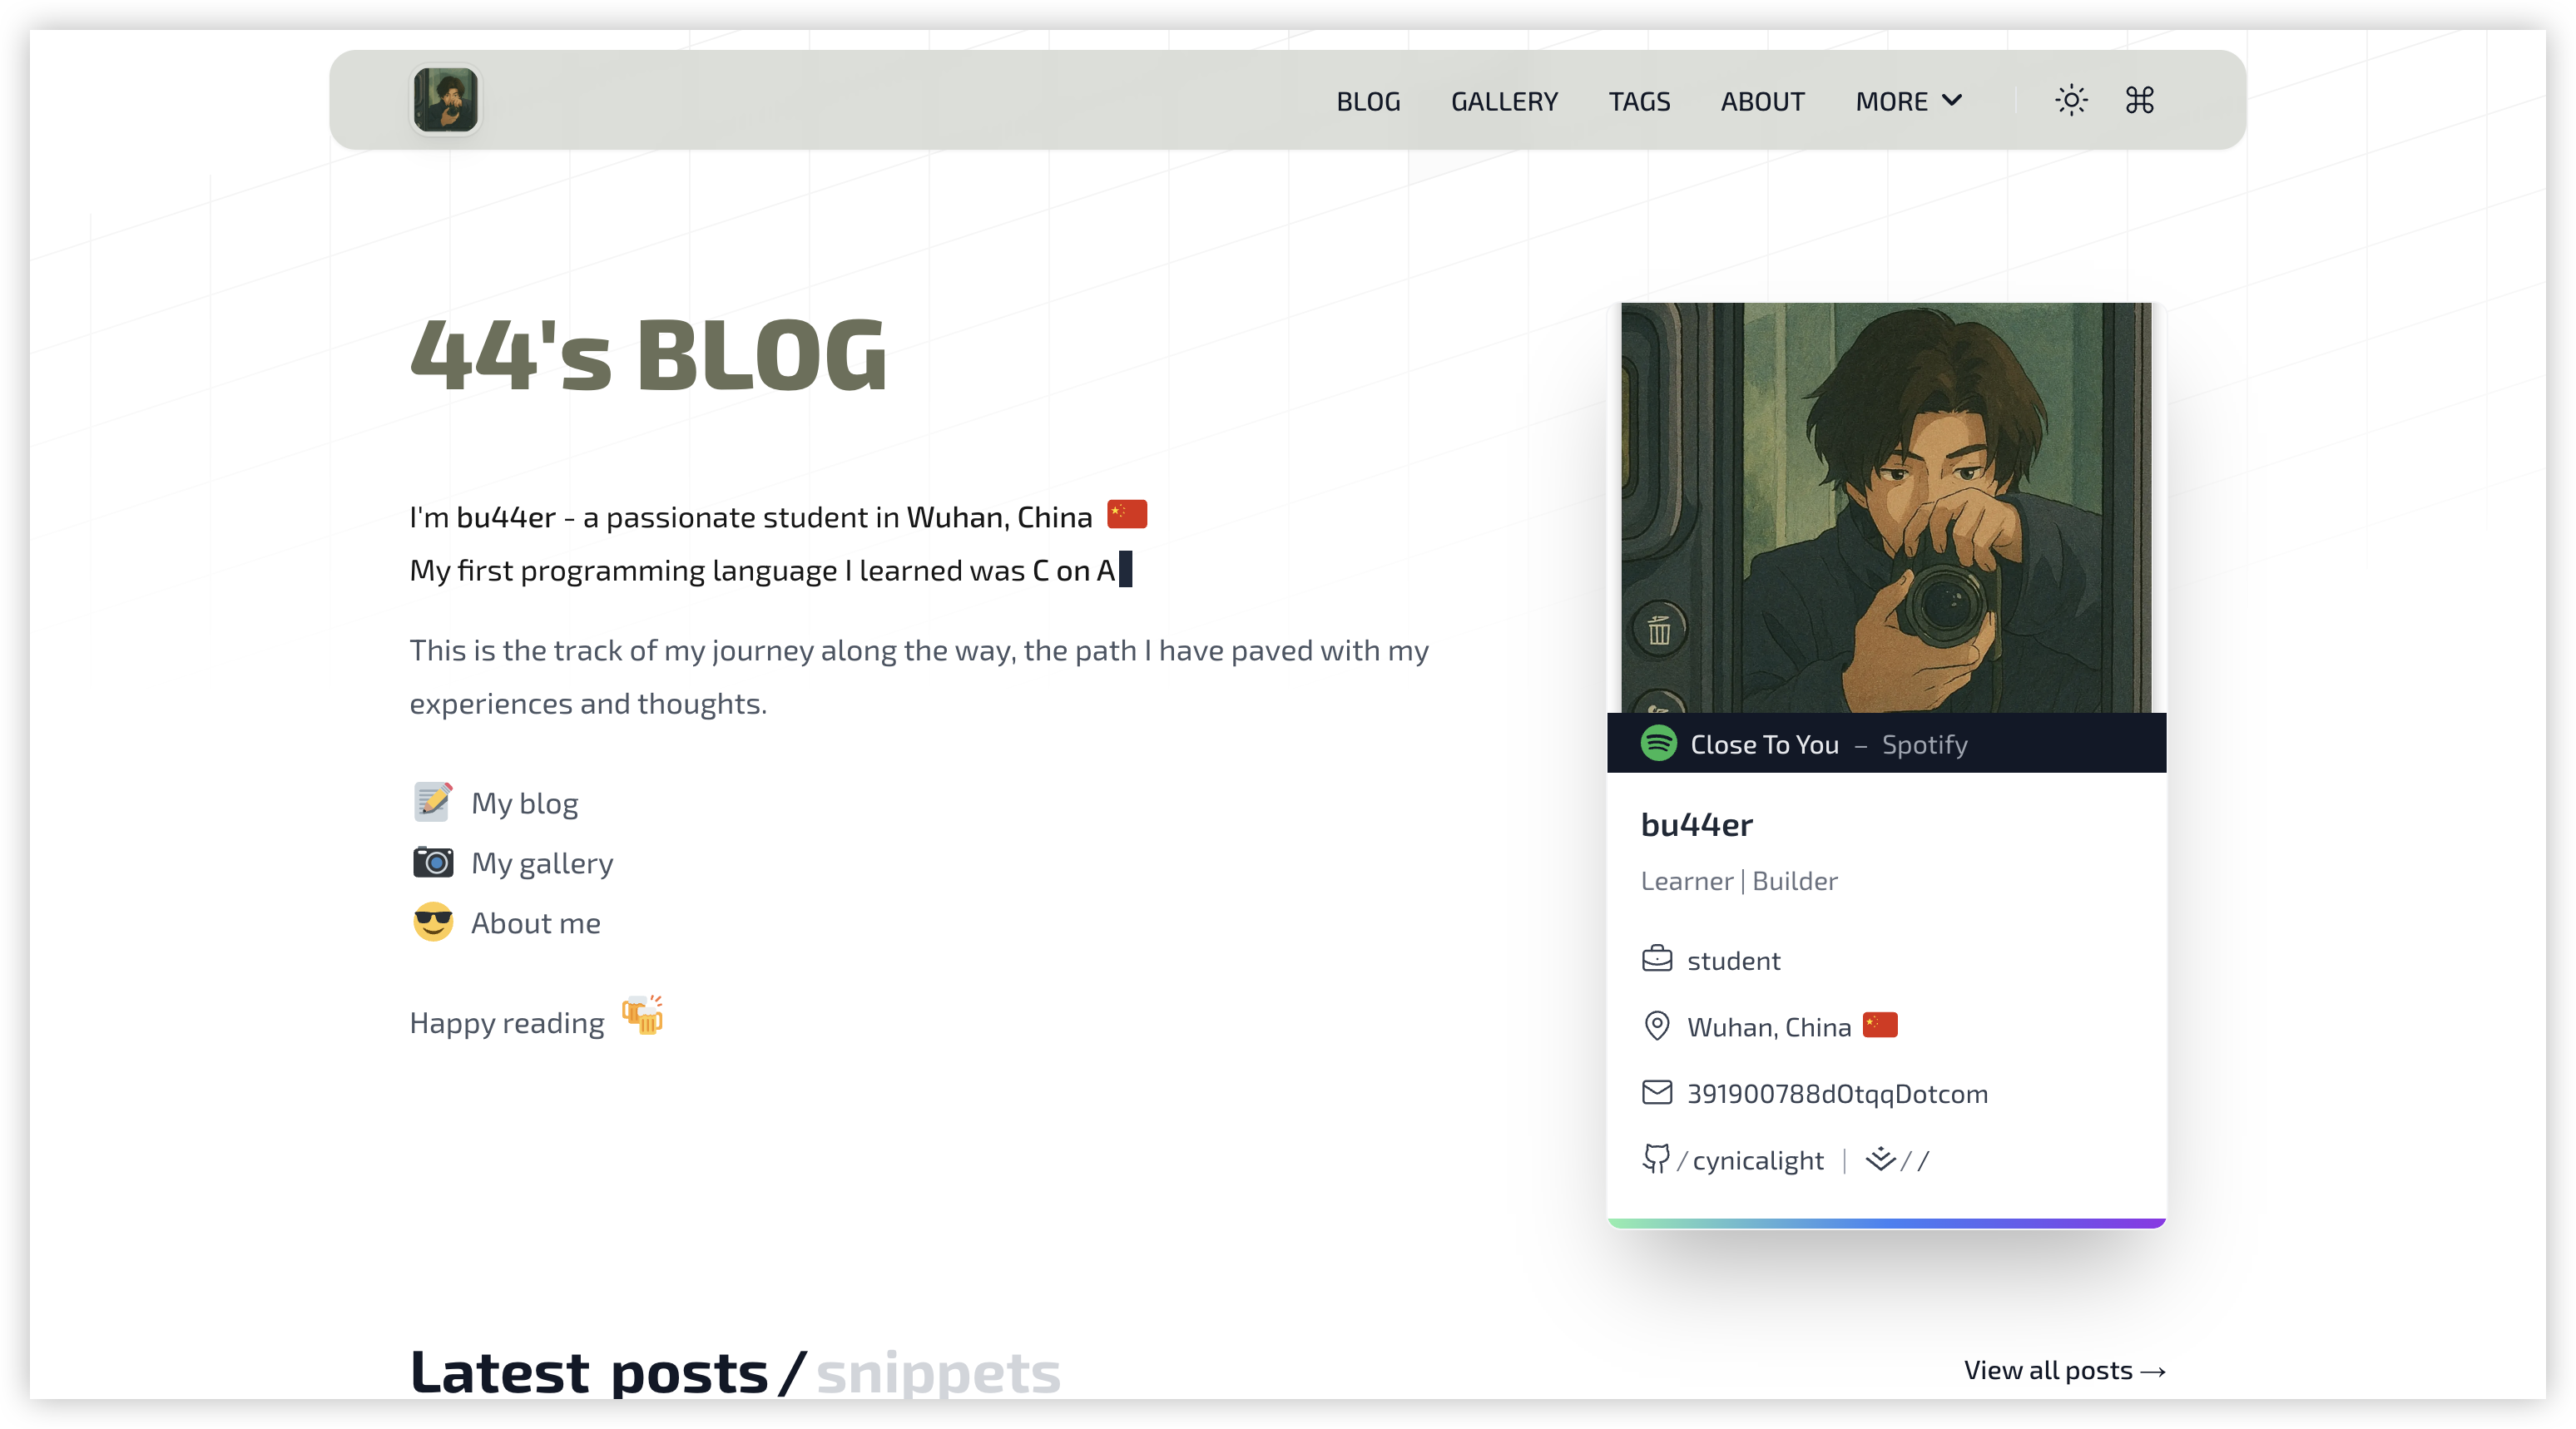 BLOG GALLERY TAGS ABOUT MORE
44's BLOG
I'm bu44er - a passionate student in Wuhan, China
My first programming language I learned was C on A
This is the track of my journey along the way, the path I have paved with my
experiences and thoughts.
My blog
My gallery
About me
Happy reading
Close To You – Spotify
bu44er
Learner | Builder
student
Wuhan, China
391900788dOtqqDotcom
/ cynicalight | / /
Latest posts / snippets
View all posts →